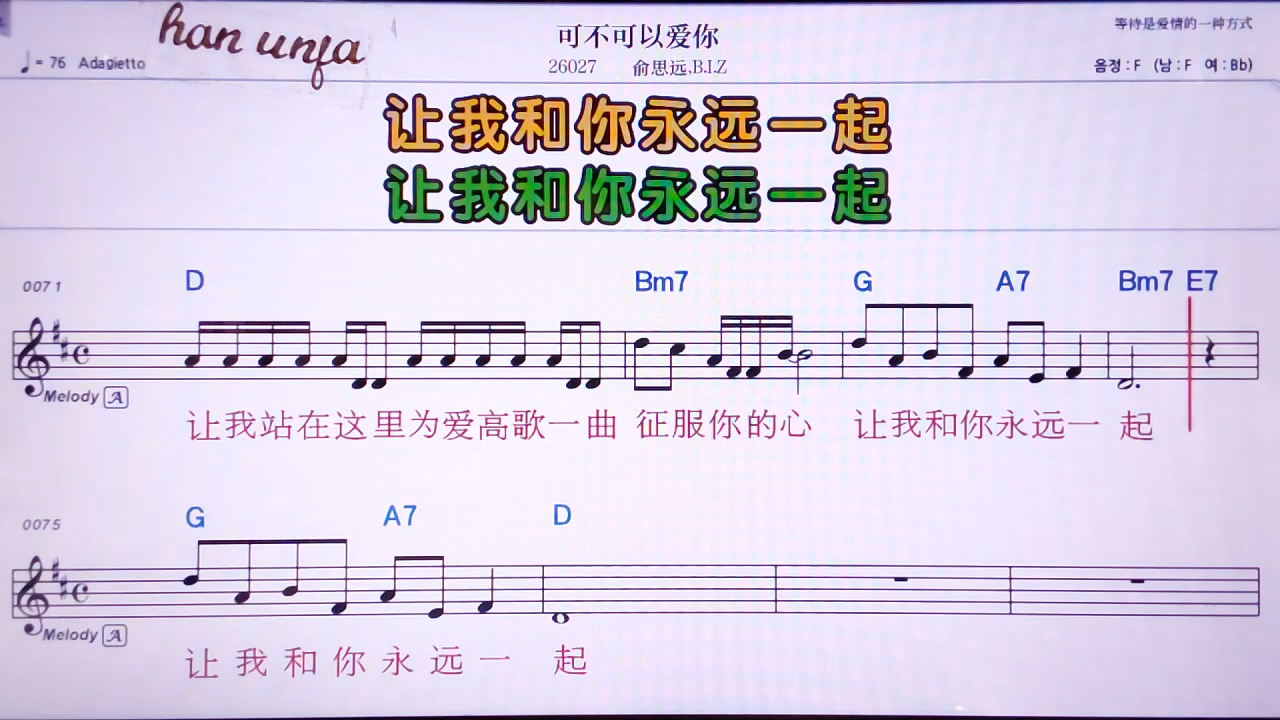 han unfa
♩= 76 Adagietto
可不可以爱你
26027 俞思远,B.I.Z
等待是爱情的一种方式
음정 : F (남 : F 여 : Bb)
让我和你永远一起
让我和你永远一起
0071
D Bm7 G A7 Bm7 E7
Melody A
让我站在这里为爱高歌一曲 征服你的心 让我和你永远一 起
0075
G A7 D
Melody A
让我和你永远一 起